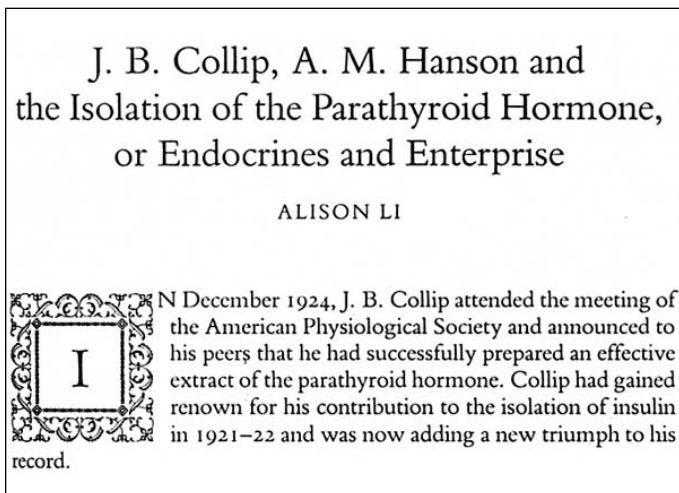 J. B. Collip, A. M. Hanson and
the Isolation of the Parathyroid Hormone,
or Endocrines and Enterprise
ALISON LI
IN December 1924, J. B. Collip attended the meeting of
the American Physiological Society and announced to
his peers that he had successfully prepared an effective
extract of the parathyroid hormone. Collip had gained
renown for his contribution to the isolation of insulin
in 1921–22 and was now adding a new triumph to his
record.